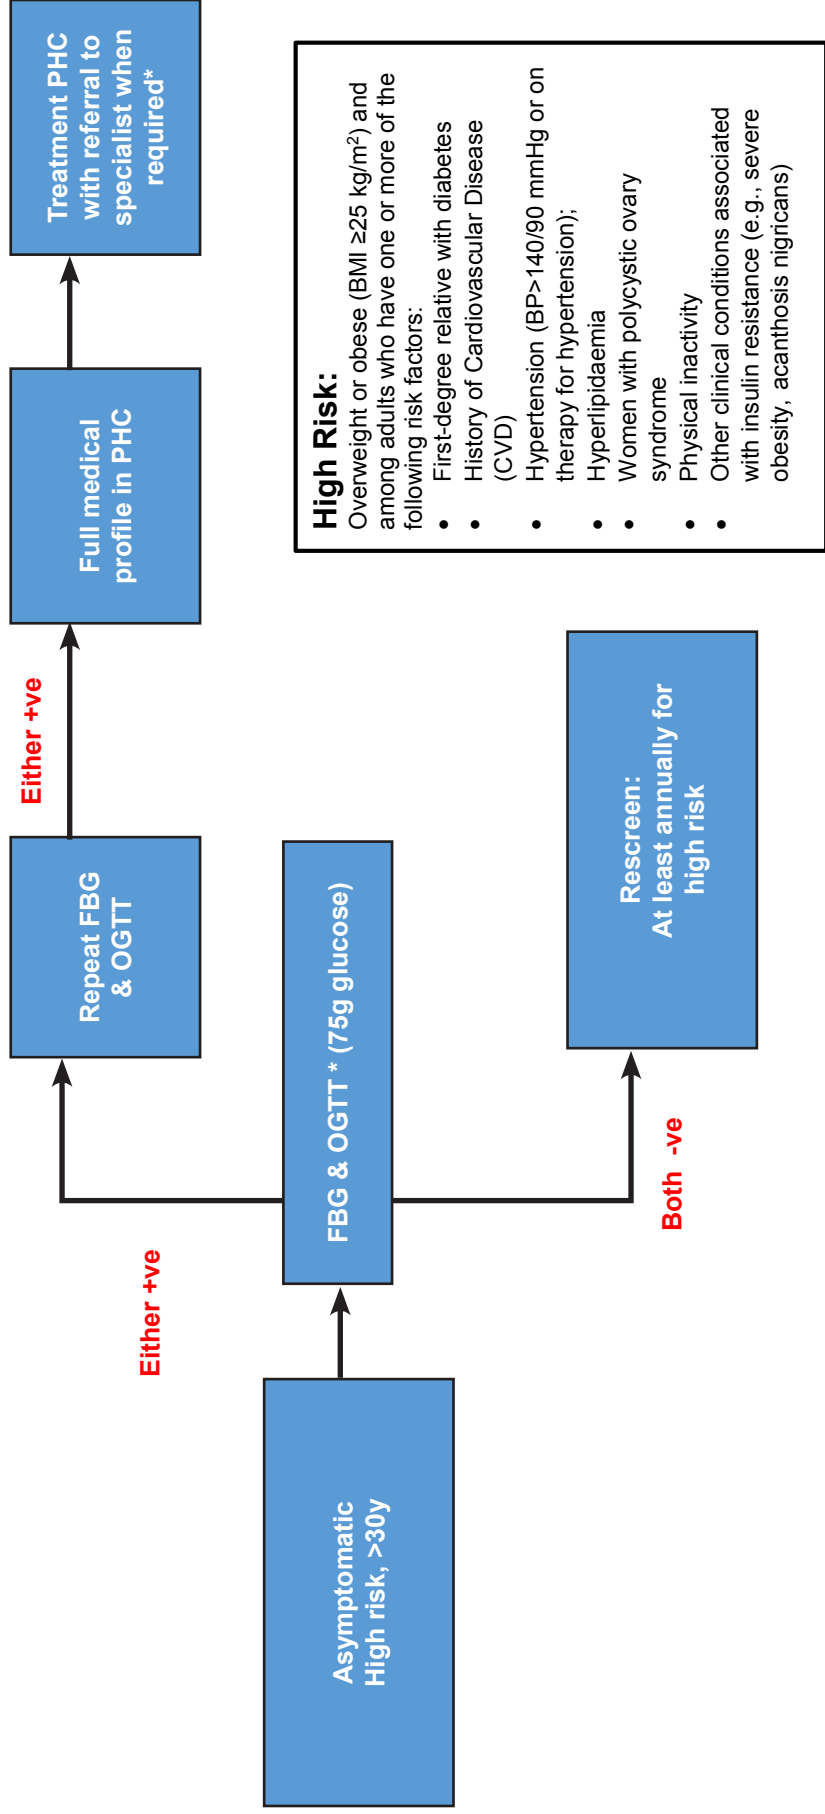 Asymptomatic
High risk, >30y
FBG & OGTT * (75g glucose)
Either +ve
Repeat FBG
& OGTT
Either +ve
Full medical
profile in PHC
Treatment PHC
with referral to
specialist when
required*
Both -ve
Rescreen:
At least annually for
high risk
High Risk:
Overweight or obese (BMI ≥25 kg/m²) and
among adults who have one or more of the
following risk factors:
• First-degree relative with diabetes
• History of Cardiovascular Disease
(CVD)
• Hypertension (BP>140/90 mmHg or on
therapy for hypertension);
• Hyperlipidaemia
• Women with polycystic ovary
syndrome
• Physical inactivity
• Other clinical conditions associated
with insulin resistance (e.g., severe
obesity, acanthosis nigricans)